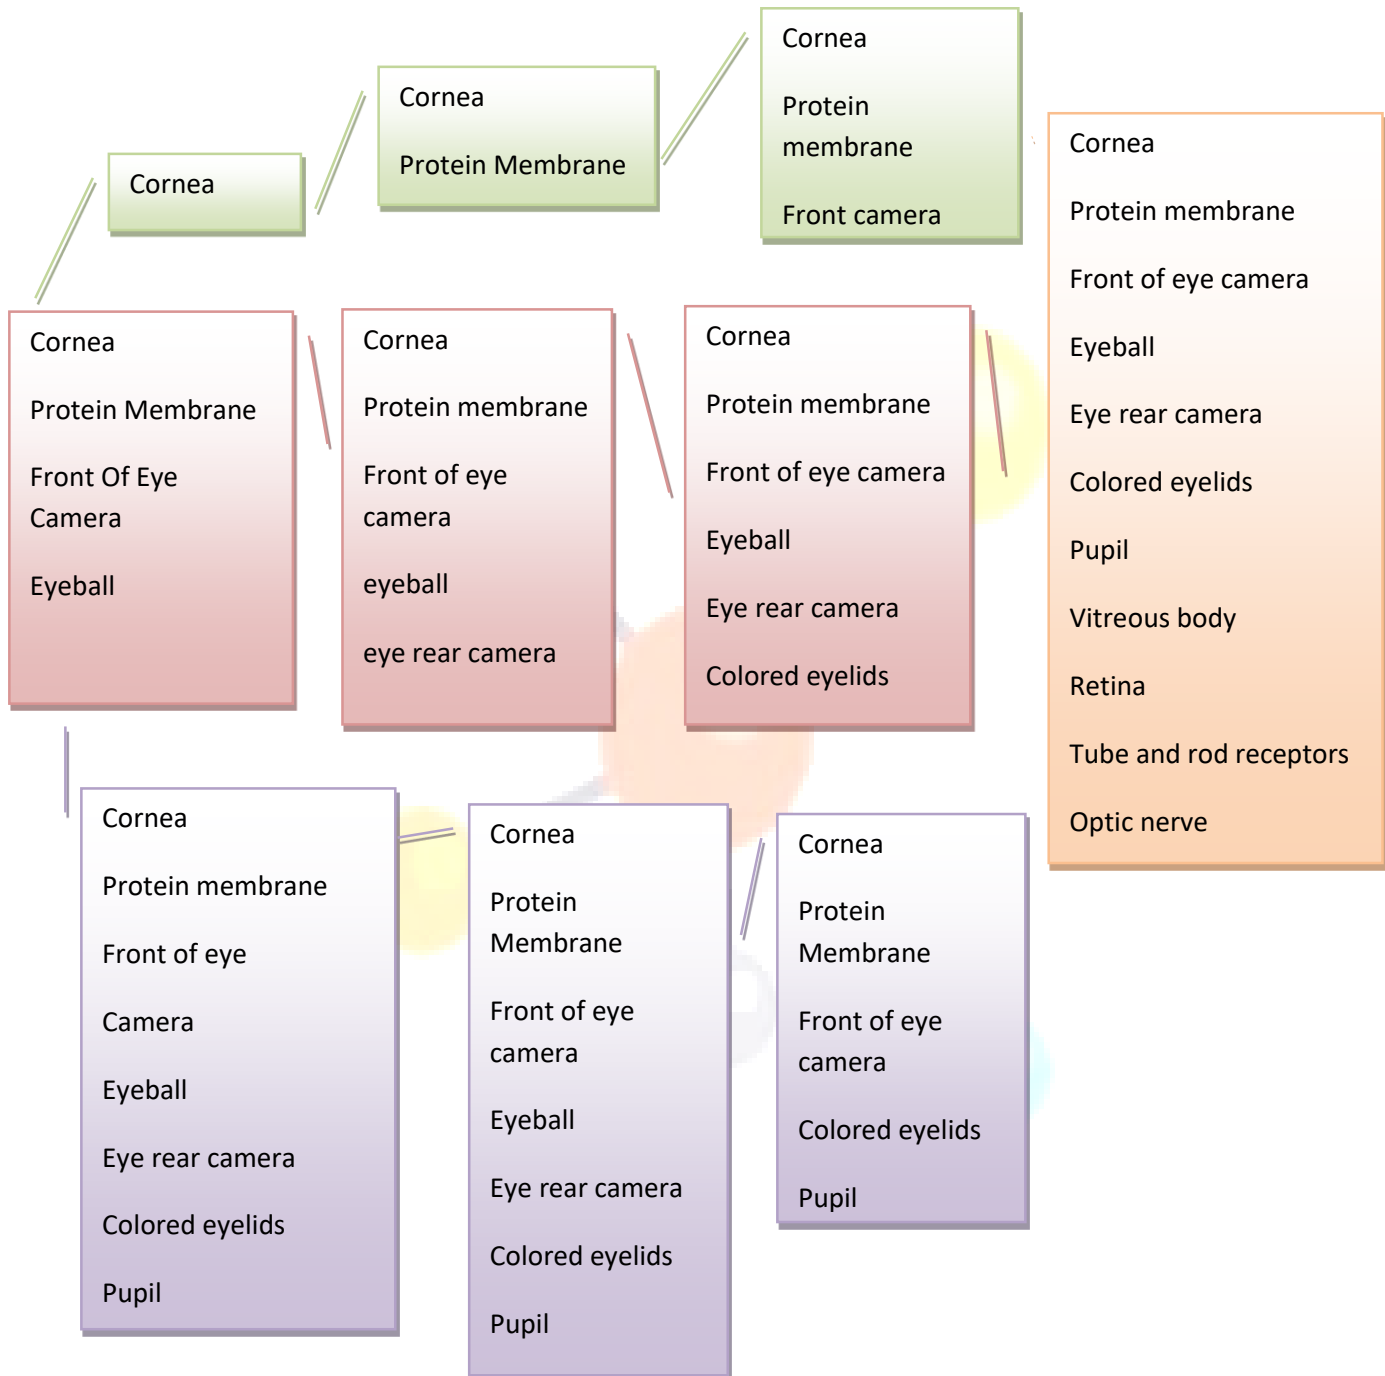 Cornea
Cornea
Protein Membrane
Cornea
Protein
membrane
Front camera
Cornea
Protein Membrane
Front Of Eye
Camera
Eyeball
Cornea
Protein membrane
Front of eye
camera
eyeball
eye rear camera
Cornea
Protein membrane
Front of eye camera
Eyeball
Eye rear camera
Colored eyelids
Cornea
Protein membrane
Front of eye camera
Eyeball
Eye rear camera
Colored eyelids
Pupil
Vitreous body
Retina
Tube and rod receptors
Optic nerve
Cornea
Protein membrane
Front of eye
Camera
Eyeball
Eye rear camera
Colored eyelids
Pupil
Cornea
Protein
Membrane
Front of eye
camera
Eyeball
Eye rear camera
Colored eyelids
Pupil
Cornea
Protein
Membrane
Front of eye
camera
Colored eyelids
Pupil